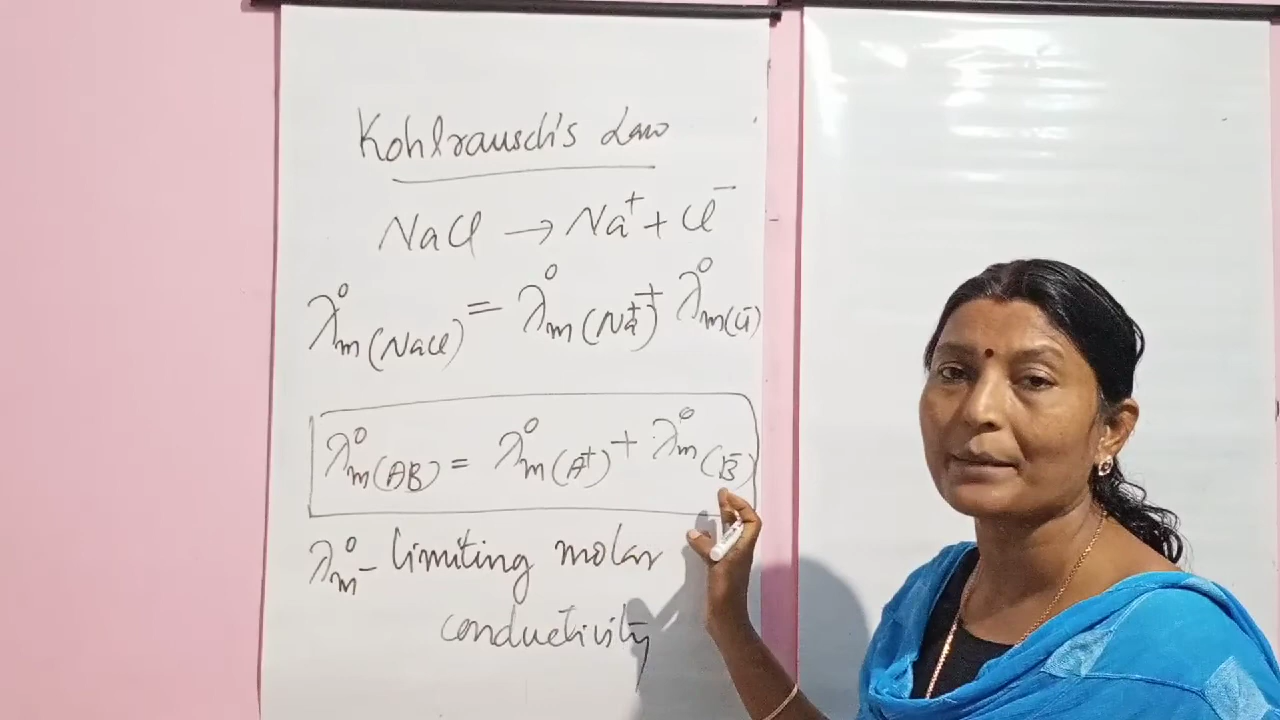 Kohlrausch's Law
NaCl → Na⁺ + Cl⁻
λ°m(NaCl) = λ°m(Na⁺) + λ°m(Cl⁻)
λ°m(AB) = λ°m(A⁺) + λ°m(B⁻)
λ°m - limiting molar
conductivity